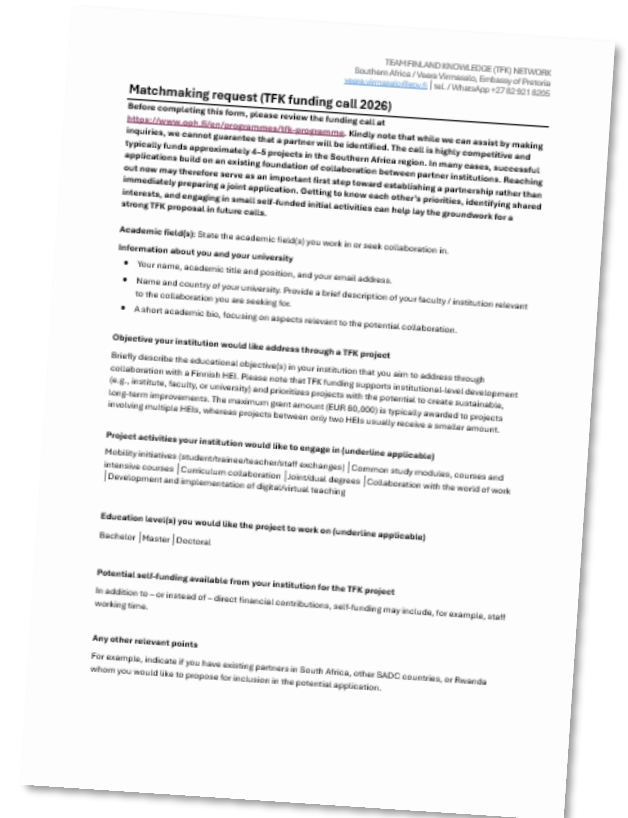 TEAM FINLAND KNOWLEDGE (TFK) NETWORK
Southern Africa / Veera Virmasalo, Embassy of Pretoria
tel. / WhatsApp +27 82 921 8205
Matchmaking request (TFK funding call 2026)
Before completing this form, please review the funding call at
https://www.oph.fi/en/programmes/tfk-programme. Kindly note that while we can assist by making
inquiries, we cannot guarantee that a partner will be identified. The call is highly competitive and
typically funds approximately 4–5 projects in the Southern Africa region. In many cases, successful
applications build on an existing foundation of collaboration between partner institutions. Reaching
out now may therefore serve as an important first step toward establishing a partnership rather than
immediately preparing a joint application. Getting to know each other's priorities, identifying shared
interests, and engaging in small self-funded initial activities can help lay the groundwork for a
strong TFK proposal in future calls.
Academic field(s): State the academic field(s) you work in or seek collaboration in.
Information about you and your university
• Your name, academic title and position, and your email address.
• Name and country of your university. Provide a brief description of your faculty / institution relevant
to the collaboration you are seeking for.
• A short academic bio, focusing on aspects relevant to the potential collaboration.
Objective your institution would like address through a TFK project
Briefly describe the educational objective(s) in your institution that you aim to address through
collaboration with a Finnish HEI. Please note that TFK funding supports institutional-level development
(e.g., institute, faculty, or university) and prioritizes projects with the potential to create sustainable,
long-term improvements. The maximum grant amount (EUR 80,000) is typically awarded to projects
involving multiple HEIs, whereas projects between only two HEIs usually receive a smaller amount.
Project activities your institution would like to engage in (underline applicable)
Mobility initiatives (student/trainee/teacher/staff exchanges) | Common study modules, courses and
intensive courses | Curriculum collaboration | Joint/dual degrees | Collaboration with the world of work
| Development and implementation of digital/virtual teaching
Education level(s) you would like the project to work on (underline applicable)
Bachelor | Master | Doctoral
Potential self-funding available from your institution for the TFK project
In addition to – or instead of – direct financial contributions, self-funding may include, for example, staff
working time.
Any other relevant points
For example, indicate if you have existing partners in South Africa, other SADC countries, or Rwanda
whom you would like to propose for inclusion in the potential application.